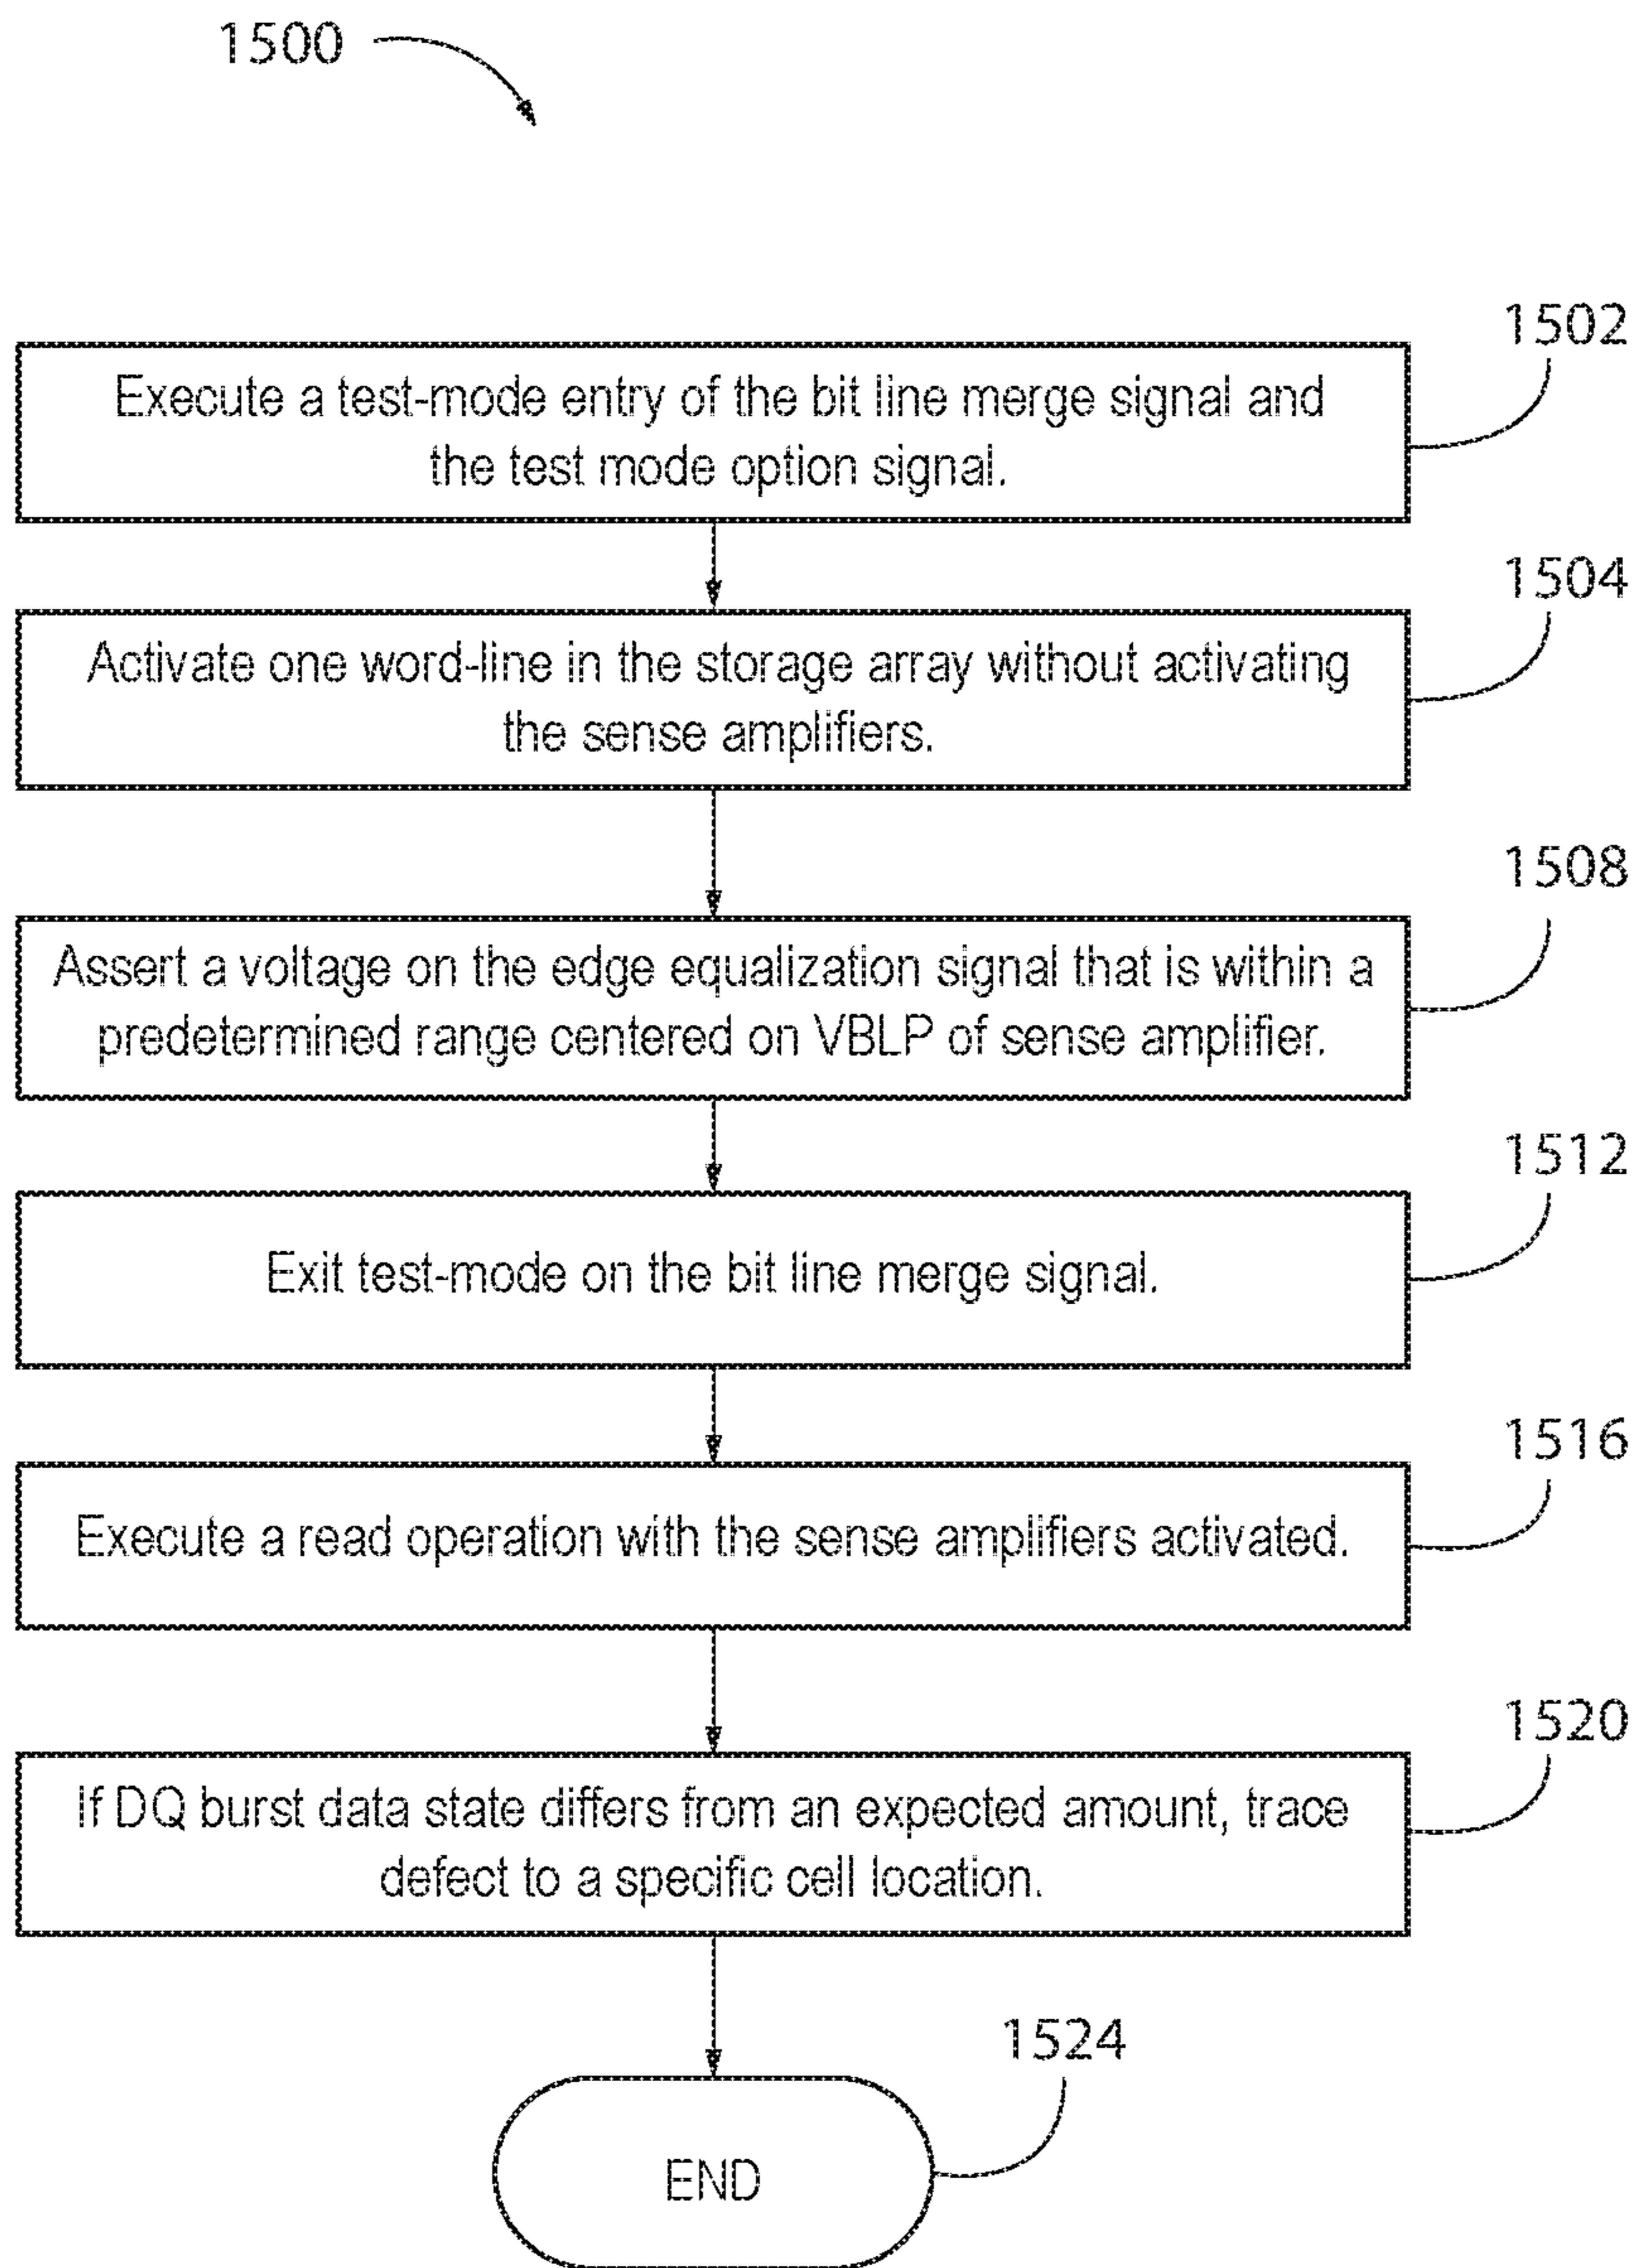 1500
1502
Execute a test-mode entry of the bit line merge signal and
the test mode option signal.
1504
Activate one word-line in the storage array without activating
the sense amplifiers.
1508
Assert a voltage on the edge equalization signal that is within a
predetermined range centered on VBLP of sense amplifier.
1512
Exit test-mode on the bit line merge signal.
1516
Execute a read operation with the sense amplifiers activated.
1520
If DQ burst data state differs from an expected amount, trace
defect to a specific cell location.
1524
END